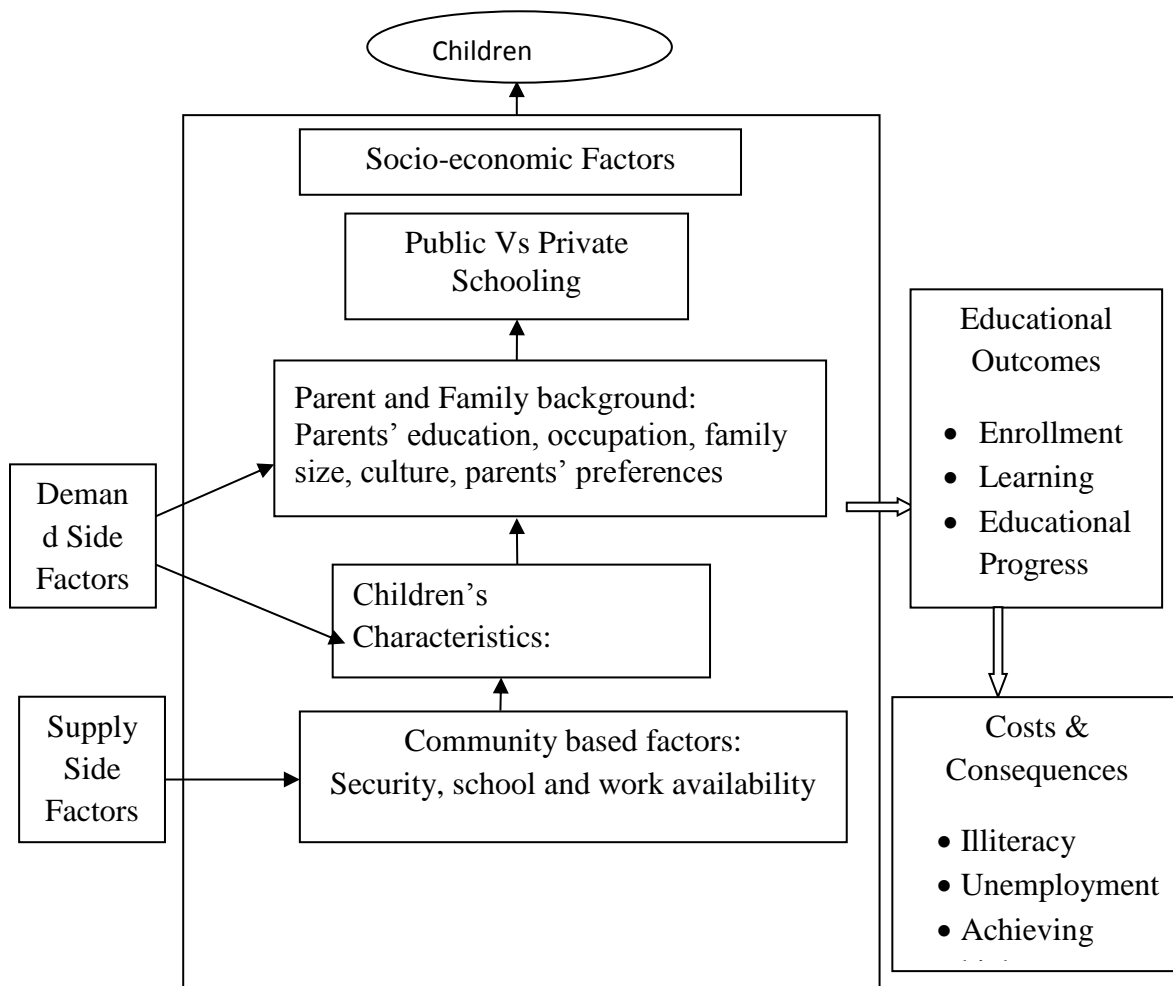 Children
Socio-economic Factors
Public Vs Private
Schooling
Parent and Family background:
Parents’ education, occupation, family
size, culture, parents’ preferences
Children’s
Characteristics:
Community based factors:
Security, school and work availability
Deman
d Side
Factors
Supply
Side
Factors
Educational
Outcomes
• Enrollment
• Learning
• Educational
Progress
Costs &
Consequences
• Illiteracy
• Unemployment
• Achieving